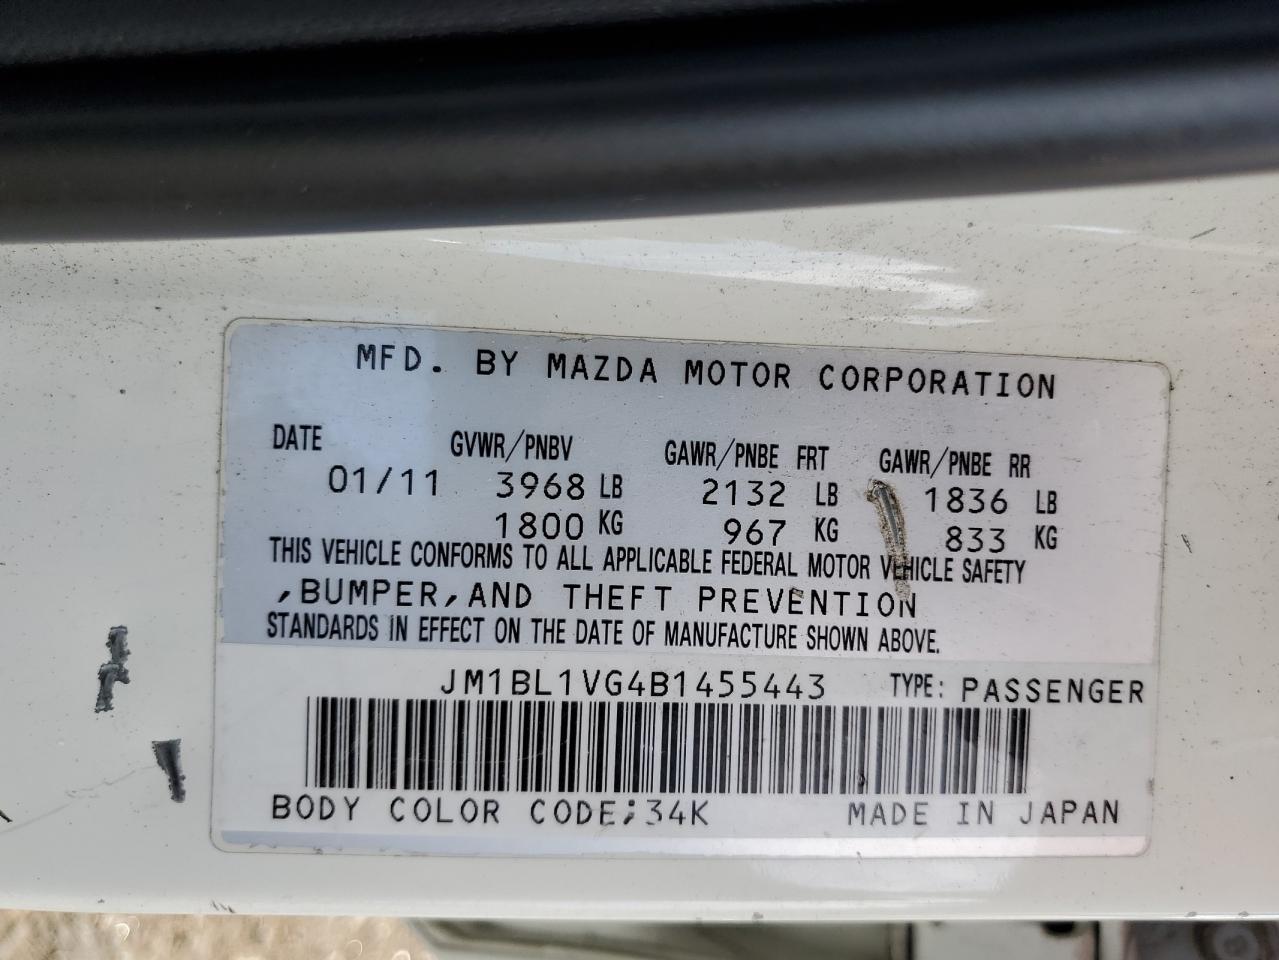 MFD. BY MAZDA MOTOR CORPORATION
DATE GVWR/PNBV GAWR/PNBE FRT GAWR/PNBE RR
01/11 3968 LB 2132 LB 1836 LB
1800 KG 967 KG 833 KG
THIS VEHICLE CONFORMS TO ALL APPLICABLE FEDERAL MOTOR VEHICLE SAFETY
,BUMPER,AND THEFT PREVENTION
STANDARDS IN EFFECT ON THE DATE OF MANUFACTURE SHOWN ABOVE.
JM1BL1VG4B1455443 TYPE: PASSENGER
BODY COLOR CODE;34K MADE IN JAPAN